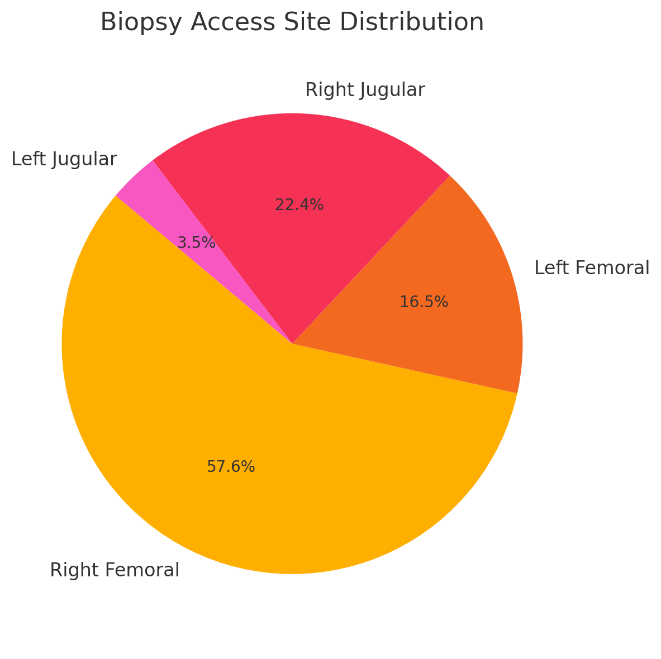 Biopsy Access Site Distribution
Right Jugular
Left Jugular
22.4%
3.5%
Left Femoral
16.5%
57.6%
Right Femoral